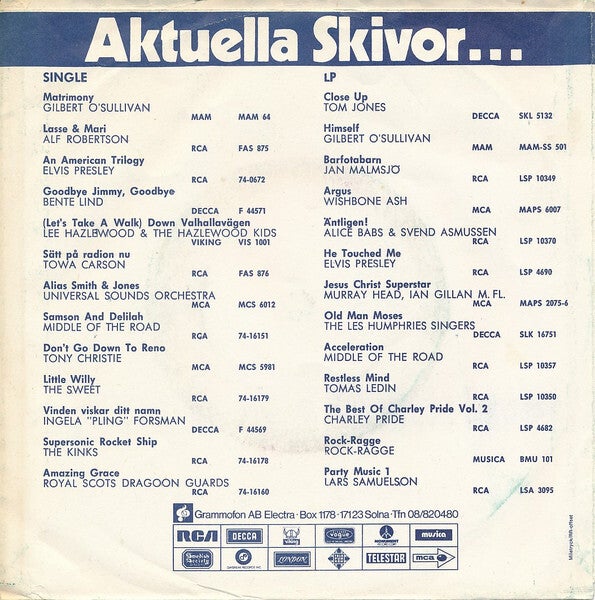 Aktuella Skivor...
SINGLE
Matrimony
GILBERT O'SULLIVAN
MAM MAM 64
Lasse & Mari
ALF ROBERTSON
RCA FAS 875
An American Trilogy
ELVIS PRESLEY
RCA 74-0672
Goodbye Jimmy, Goodbye
BENTE LIND
DECCA F 44571
(Let's Take A Walk) Down Valhallavägen
LEE HAZLEWOOD & THE HAZLEWOOD KIDS
VIKING VIS 1001
Sätt på radion nu
TOWA CARSON
RCA FAS 876
Alias Smith & Jones
UNIVERSAL SOUNDS ORCHESTRA
MCA MCS 6012
Samson And Delilah
MIDDLE OF THE ROAD
RGA 74-16151
Don't Go Down To Reno
TONY CHRISTIE
MCA MCS 5981
Little Willy
THE SWEET
RCA 74-16179
Vinden viskar ditt namn
INGELA "PLING" FORSMAN
DECCA F 44569
Supersonic Rocket Ship
THE KINKS
RCA 74-16178
Amazing Grace
ROYAL SCOTS DRAGOON GUARDS
RCA 74-16160
LP
Close Up
TOM JONES
DECCA SKL 5132
Himself
GILBERT O'SULLIVAN
MAM MAM-SS 501
Barfotabarn
JAN MALMSJÖ
RCA LSP 10349
Argus
WISHBONE ASH
MCA MAPS 6007
Äntligen!
ALICE BABS & SVEND ASMUSSEN
RCA LSP 10370
He Touched Me
ELVIS PRESLEY
RCA LSP 4690
Jesus Christ Superstar
MURRAY HEAD, IAN GILLAN M. FL.
MCA MAPS 2075-6
Old Man Moses
THE LES HUMPHRIES SINGERS
DECCA SLK 16751
Acceleration
MIDDLE OF THE ROAD
RCA LSP 10357
Restless Mind
TOMAS LEDIN
RCA LSP 10350
The Best Of Charley Pride Vol. 2
CHARLEY PRIDE
RCA LSP 4682
Rock-Ragge
ROCK-RAGGE
MUSICA BMU 101
Party Music 1
LARS SAMUELSON
RCA LSA 3095
Grammofon AB Electra · Box 1178 · 171 23 Solna · Tfn 08/820480
RCA DECCA viking vogue musica
Swedish Society LONDON TELESTAR mca